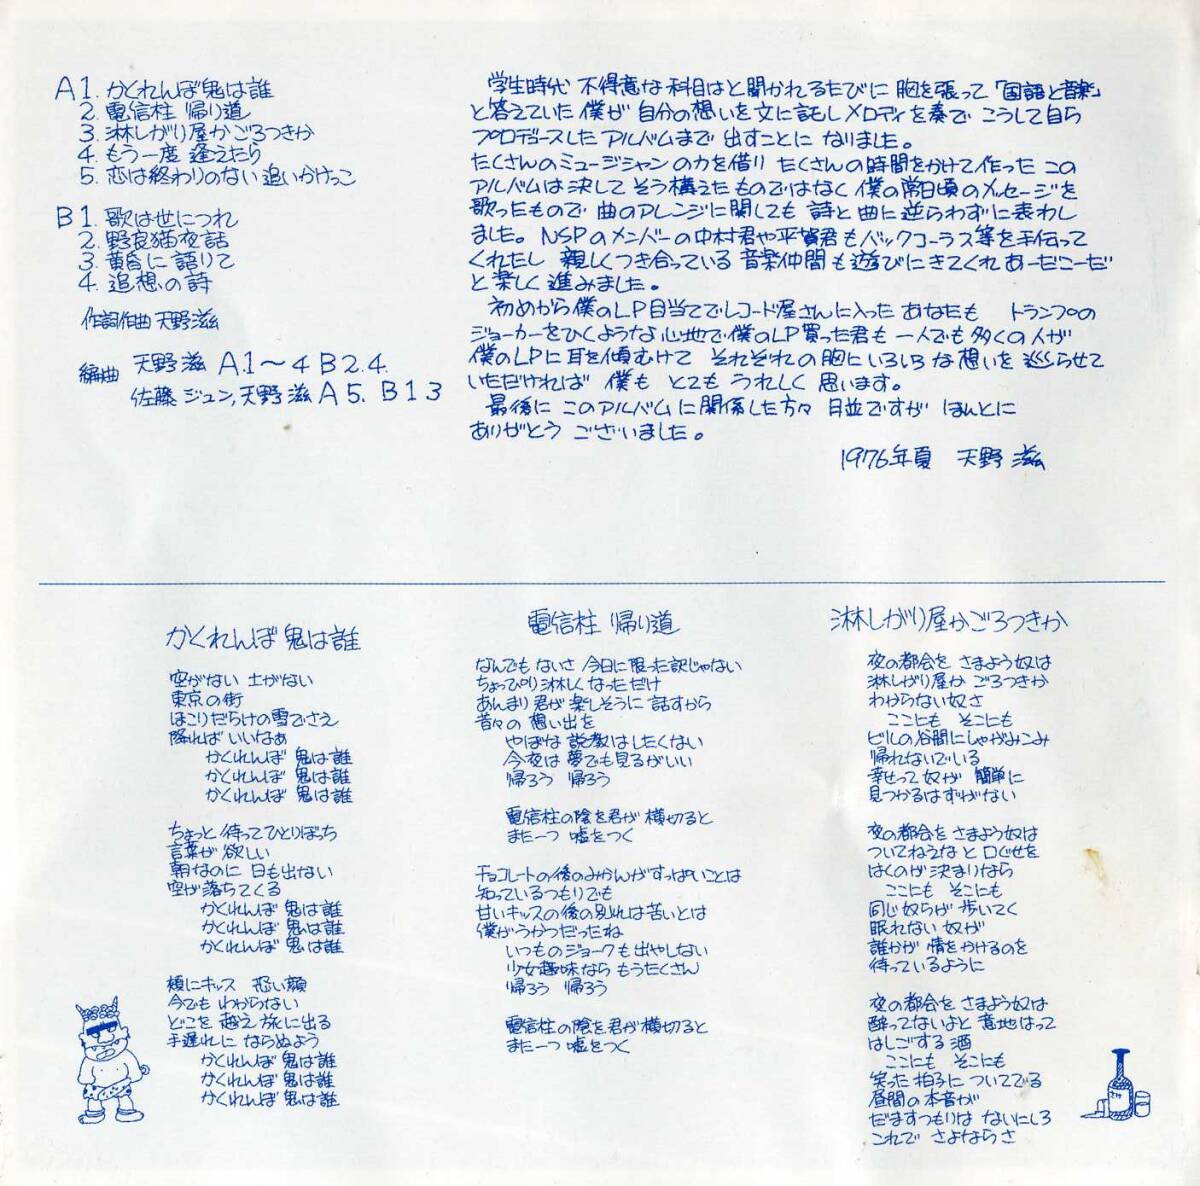 A1. かくれんぼ鬼は誰
2. 電信柱 帰り道
3. 淋しがり屋かごろつきか
4. もう一度 逢えたら
5. 恋は終わりのない 追いかけっこ
B1. 歌は世につれ
2. 野良猫夜話
3. 黄昏に 語りて
4. 追想の詩
作詞作曲 天野滋
編曲 天野 滋 A.1〜4 B2.4.
佐藤 ジュン, 天野 滋 A5. B13
学生時代 不得意な 科目はと聞かれるたびに 胸を張って「国語と音楽」
と答えていた 僕が 自分の想いを文に託しメロディを奏で こうして自ら
プロデュースした アルバムまで 出すことに なりました。
たくさんのミュージシャンの力を借り たくさんの時間をかけて作った この
アルバムは決して そう構えたものではなく 僕の常日頃のメッセージを
歌ったもので 曲のアレンジに関しても 詩と曲に逆らわずに表わし
ました。NSPのメンバーの中村君や平賀君もバックコーラス等を手伝って
くれたし 親しくつき合っている 音楽仲間も遊びにきてくれ あーだこーだ
と楽しく進みました。
初めから僕のLP目当てでレコード屋さんに入った あなたも トランプの
ジョーカーをひくような心地で僕のLP買った君も 一人でも多くの人が
僕のLPに耳を傾むけて それぞれの胸にいろいろな想いを 巡らせて
いただければ 僕も とても うれしく 思います。
最後に このアルバムに関係した方々 月並ですが ほんとに
ありがとう ございました。
1976年夏 天野 滋
かくれんぼ 鬼は誰
空がない 土がない
東京の街
ほこりだらけの雪でさえ
降れば いいなあ
かくれんぼ 鬼は誰
かくれんぼ 鬼は誰
かくれんぼ 鬼は誰
ちょっと待ってひとりぼっち
言葉が 欲しい
朝なのに 日も出ない
空が落ちてくる
かくれんぼ 鬼は誰
かくれんぼ 鬼は誰
かくれんぼ 鬼は誰
頬にキッス 恐い顔
今でも わからない
どこを 越え 旅に出る
手遅れに ならぬよう
かくれんぼ 鬼は誰
かくれんぼ 鬼は誰
かくれんぼ 鬼は誰
電信柱 帰り道
なんでも ないさ 今日に限った訳じゃない
ちょっぴり淋しくなっただけ
あんまり君が楽しそうに 話すから
昔々の 想い出を
やぼな 説教はしたくない
今夜は 夢でも見るがいい
帰ろう 帰ろう
電信柱の陰を君が 横切ると
また一つ 嘘をつく
チョコレートの後のみかんがすっぱいことは
知っているつもりでも
甘いキッスの後の別れは苦いとは
僕がうかつだったね
いつものジョークも出やしない
少女趣味なら もうたくさん
帰ろう 帰ろう
電信柱の陰を君が 横切ると
また一つ 嘘をつく
淋しがり屋かごろつきか
夜の都会を さまよう奴は
淋しがり屋か ごろつきか
わからない奴さ
ここにも そこにも
ビルの谷間にしゃがみこみ
帰れないでいる
幸せって奴が 簡単に
見つかるはずがない
夜の都会を さまよう奴は
ついてねえなと 口ぐせを
はくのが 決まりなら
ここにも そこにも
同じ奴らが 歩いてく
眠れない 奴が
誰かが 情をかけるのを
待っているように
夜の都会を さまよう奴は
酔ってないよと 意地はって
はしごする 酒
ここにも そこにも
笑った 拍子に ついてでる
昼間の 本音が
だますつもりは ないにしろ
これで さよならさ